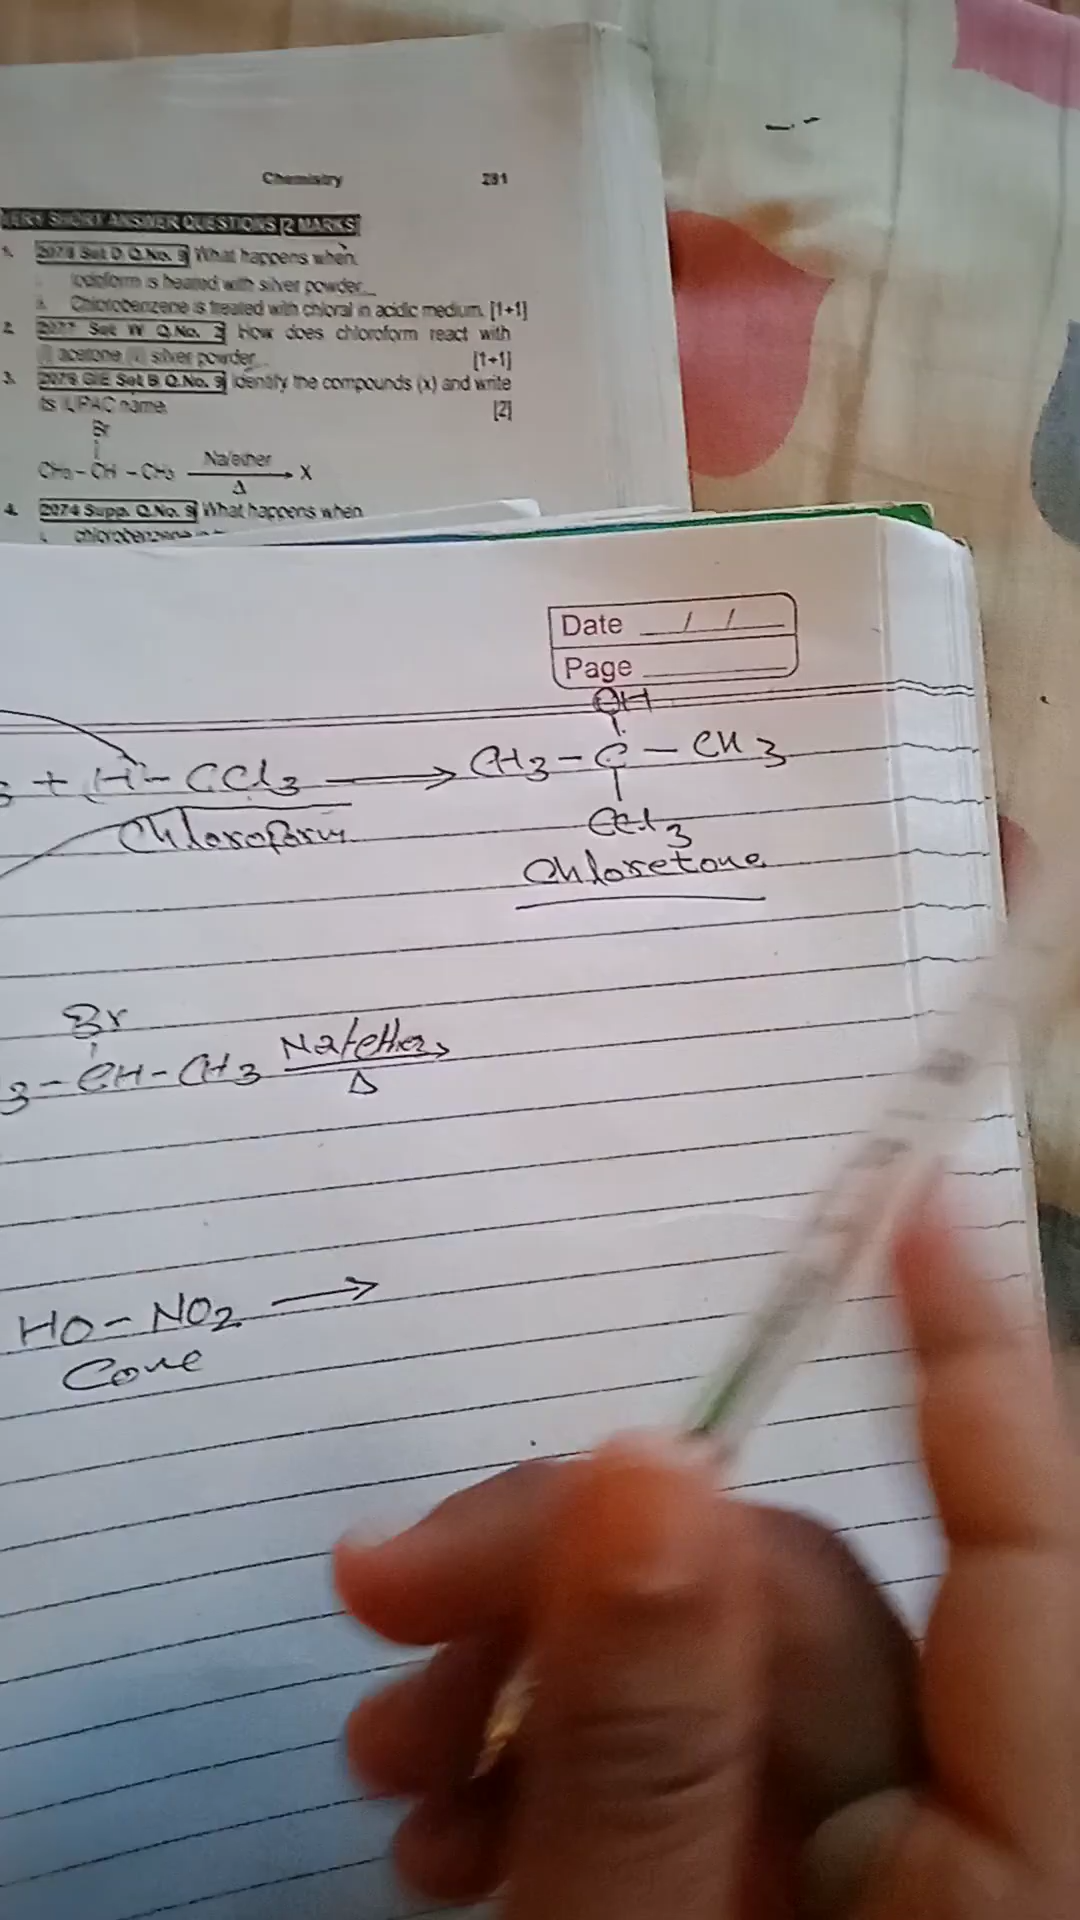 Chemistry 291
VERY SHORT ANSWER QUESTIONS [2 MARKS]
1. What happens when
Iodoform is heated with silver powder
ii. Chlorobenzene is treated with chloral in acidic medium. [1+1]
2. 2077 Set W Q.No. 2 How does chloroform react with
acetone silver powder [1+1]
3. Set B Q.No. 9 Identify the compounds (x) and write
its IUPAC name. [2]
Br
CH3 – CH – CH3 Na/ether X
Δ
4. 2074 Supp. Q.No. 9 What happens when
i. chlorobenzene
Date / /
Page
OH
3 + H – CCl3 → CH3 – C – CH3
Chloroform CCl3
Chloretone
Br
3 – CH – CH3 Na/ether
Δ
HO – NO2 →
Conc